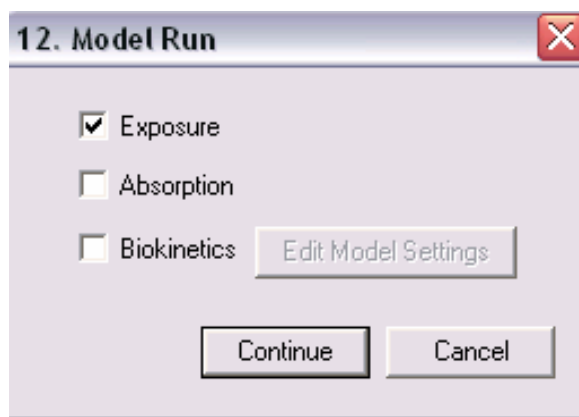 12. Model Run
Exposure
Absorption
Biokinetics Edit Model Settings
Continue Cancel